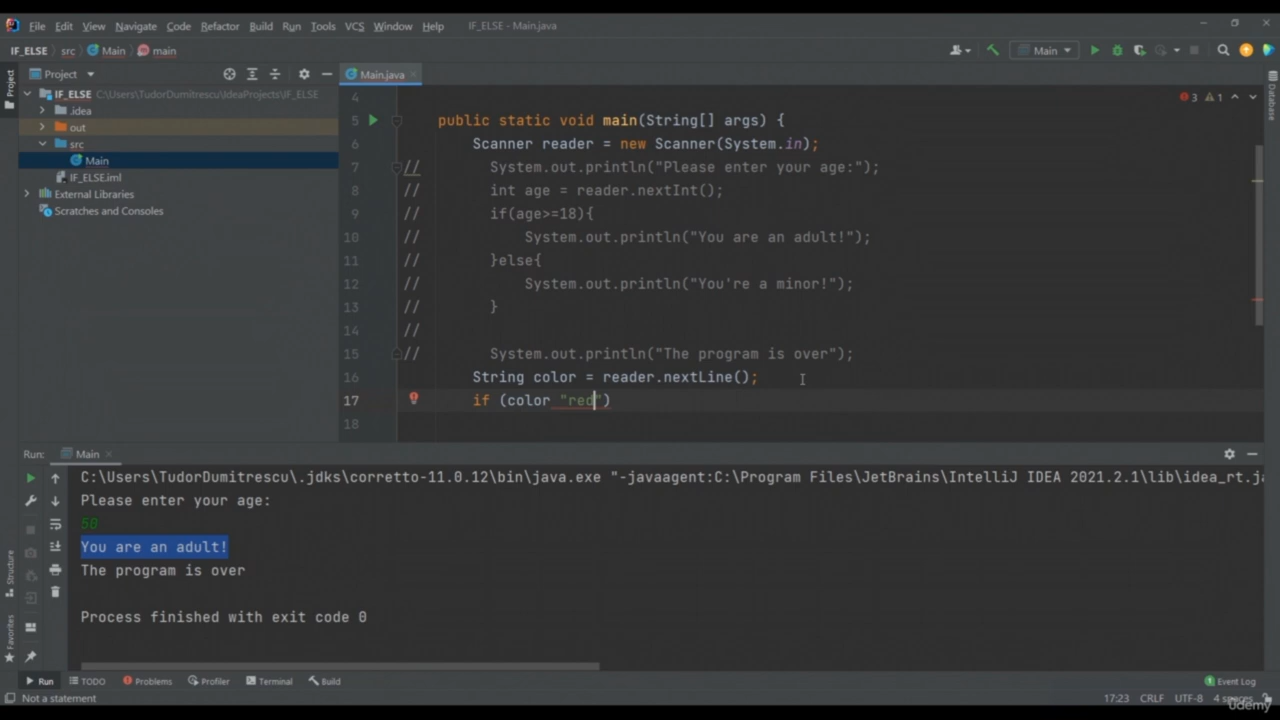 File Edit View Navigate Code Refactor Build Run Tools VCS Window Help IF_ELSE - Main.java
IF_ELSE src Main main Main
Project Main.java
IF_ELSE C:\Users\TudorDumitrescu\IdeaProjects\IF_ELSE
.idea
out
src
Main
IF_ELSE.iml
External Libraries
Scratches and Consoles
Project
Database
3 1
4
5 public static void main(String[] args) {
6 Scanner reader = new Scanner(System.in);
7 // System.out.println("Please enter your age:");
8 // int age = reader.nextInt();
9 // if(age>=18){
10 // System.out.println("You are an adult!");
11 // }else{
12 // System.out.println("You're a minor!");
13 // }
14 //
15 // System.out.println("The program is over");
16 String color = reader.nextLine();
17 if (color "red")
18
Run: Main
C:\Users\TudorDumitrescu\.jdks\corretto-11.0.12\bin\java.exe "-javaagent:C:\Program Files\JetBrains\IntelliJ IDEA 2021.2.1\lib\idea_rt.ja
Please enter your age:
50
You are an adult!
The program is over
Process finished with exit code 0
Structure
Favorites
Run TODO Problems Profiler Terminal Build Event Log
Not a statement 17:23 CRLF UTF-8 4 spaces
udemy